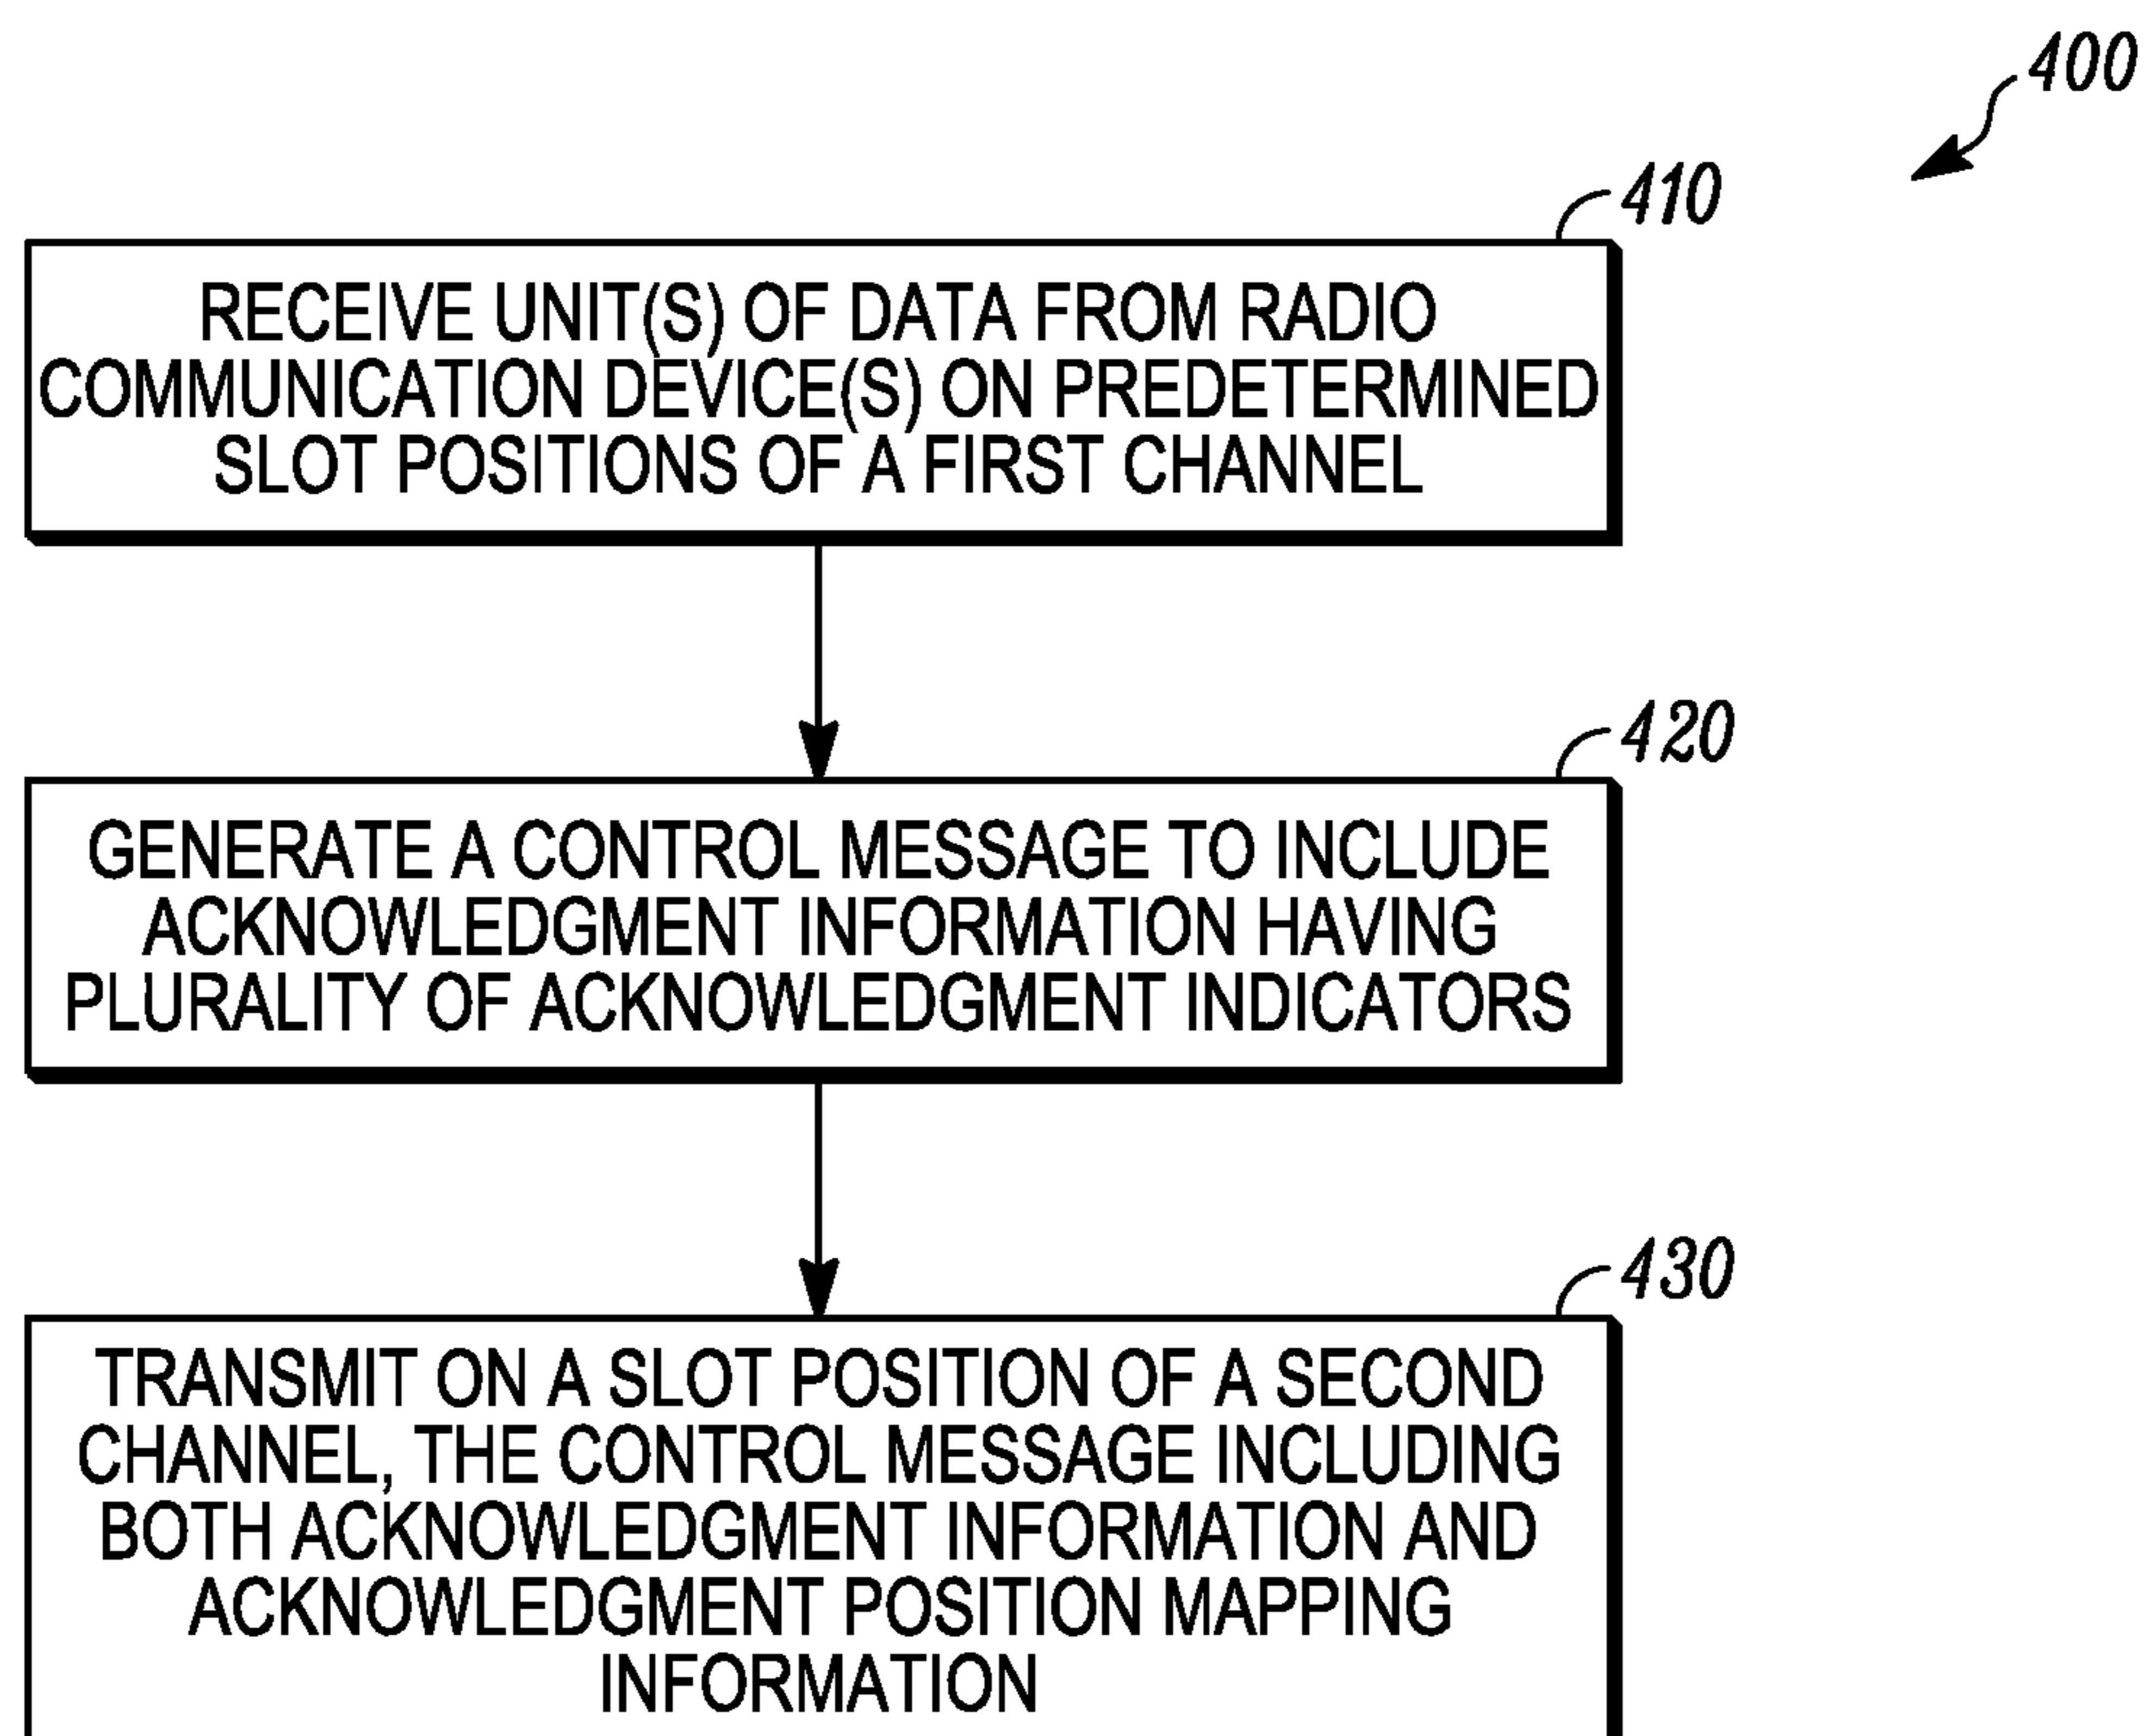 400
410
RECEIVE UNIT(S) OF DATA FROM RADIO
COMMUNICATION DEVICE(S) ON PREDETERMINED
SLOT POSITIONS OF A FIRST CHANNEL
420
GENERATE A CONTROL MESSAGE TO INCLUDE
ACKNOWLEDGMENT INFORMATION HAVING
PLURALITY OF ACKNOWLEDGMENT INDICATORS
430
TRANSMIT ON A SLOT POSITION OF A SECOND
CHANNEL, THE CONTROL MESSAGE INCLUDING
BOTH ACKNOWLEDGMENT INFORMATION AND
ACKNOWLEDGMENT POSITION MAPPING
INFORMATION